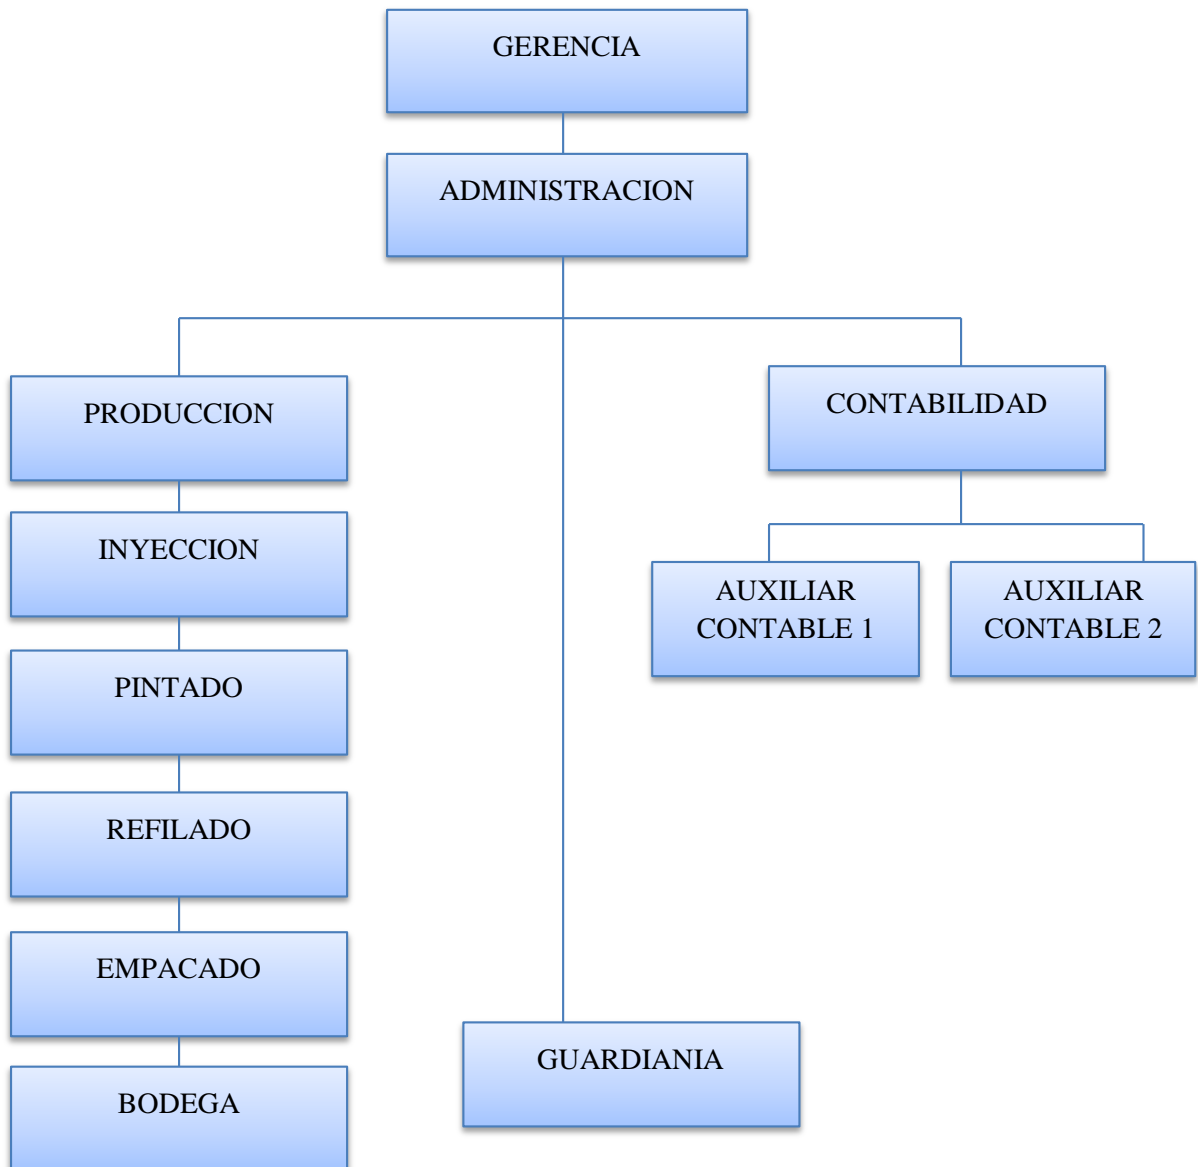 GERENCIA
ADMINISTRACION
PRODUCCION
CONTABILIDAD
INYECCION
AUXILIAR
CONTABLE 1
AUXILIAR
CONTABLE 2
PINTADO
REFILADO
EMPACADO
GUARDIANIA
BODEGA